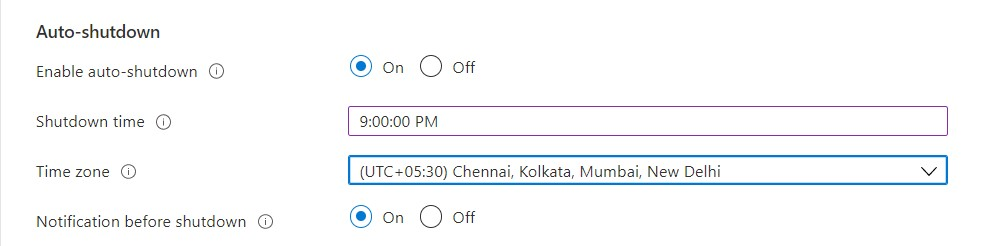 Auto-shutdown
Enable auto-shutdown On Off
Shutdown time 9:00:00 PM
Time zone (UTC+05:30) Chennai, Kolkata, Mumbai, New Delhi
Notification before shutdown On Off